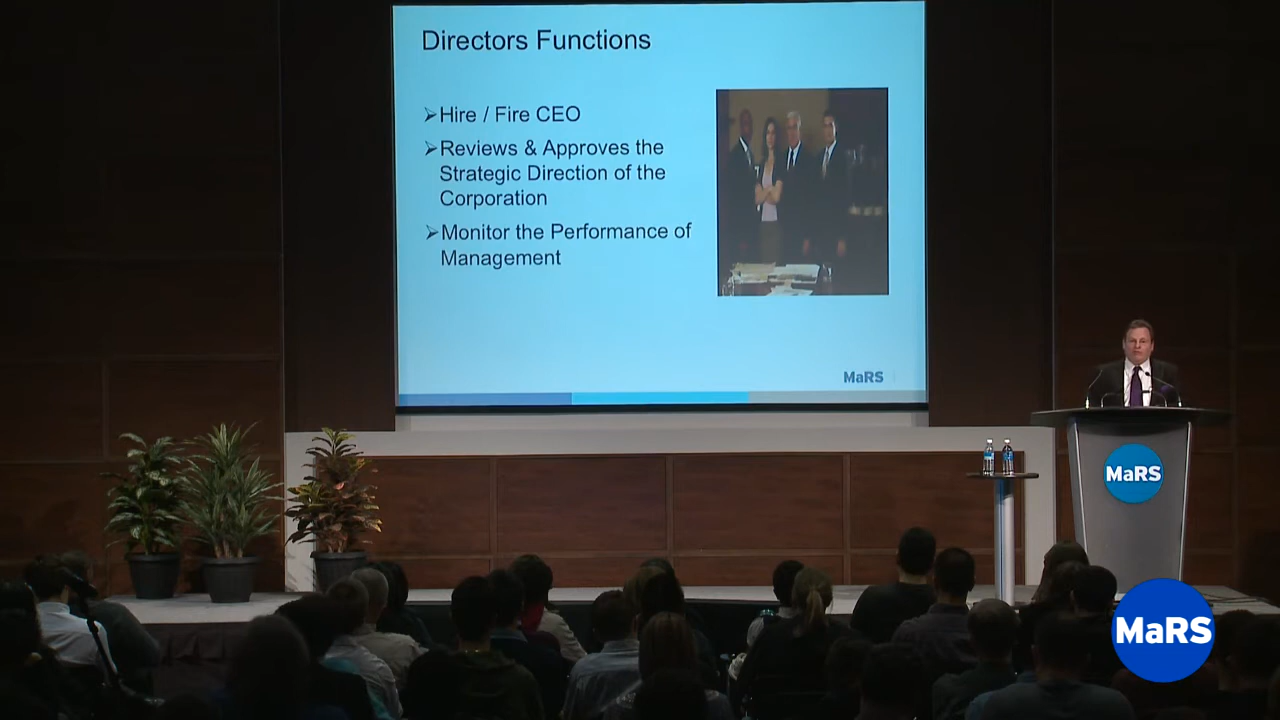 Directors Functions
➢Hire / Fire CEO
➢Reviews & Approves the
Strategic Direction of the
Corporation
➢Monitor the Performance of
Management
MaRS
MaRS
MaRS